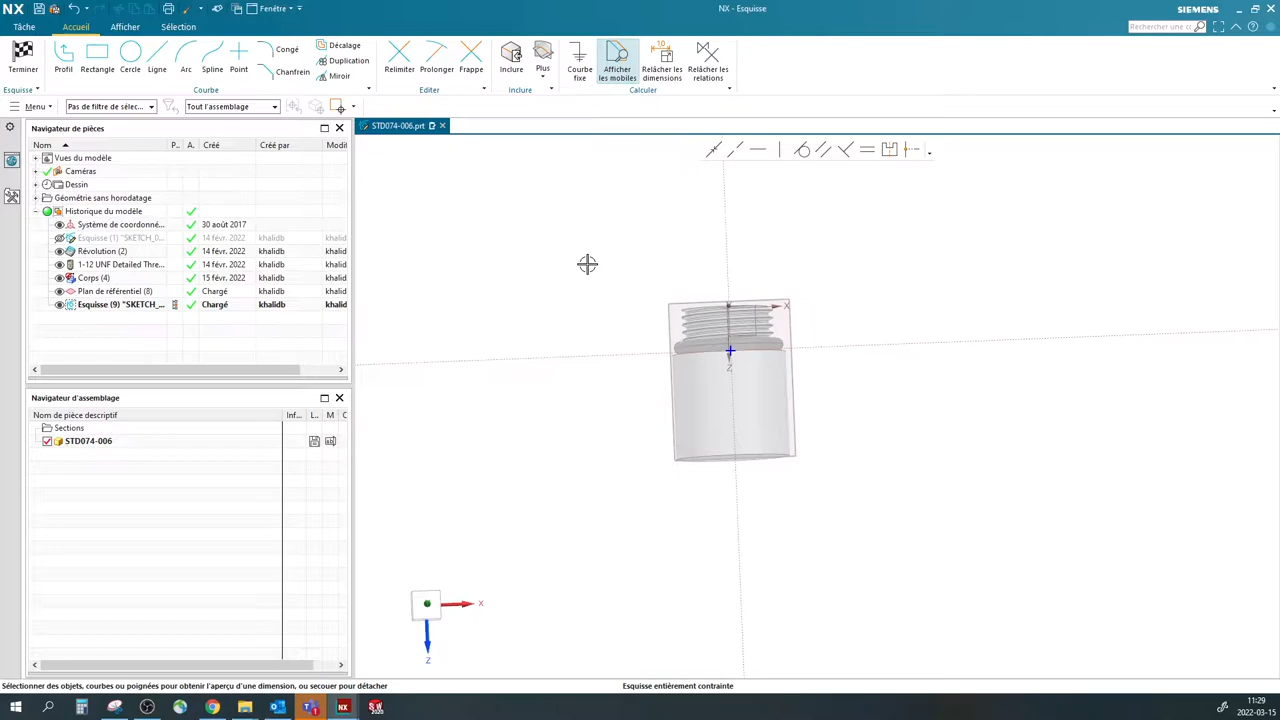 NX
Fenêtre
NX - Esquisse
SIEMENS
Tâche
Accueil
Afficher
Sélection
Rechercher une cc
Terminer
Profil
Rectangle
Cercle
Ligne
Arc
Spline
Point
Congé
Chanfrein
Décalage
Duplication
Miroir
Relimiter
Prolonger
Frappe
Inclure
Plus
Courbe fixe
Afficher les mobiles
Relâcher les dimensions
Relâcher les relations
Esquisse
Courbe
Editer
Inclure
Calculer
Menu
Pas de filtre de sélec...
Tout l'assemblage
Navigateur de pièces
STD074-006.prt
Nom
P..
A.
Créé
Créé par
Modif
Vues du modèle
Caméras
Dessin
Géométrie sans horodatage
Historique du modèle
Système de coordonné...
30 août 2017
Esquisse (1) "SKETCH_0...
14 févr. 2022
khalidb
khalid
Révolution (2)
14 févr. 2022
khalidb
khalid
1-12 UNF Detailed Thre...
14 févr. 2022
khalidb
khalid
Corps (4)
15 févr. 2022
khalidb
khalid
Plan de référentiel (8)
Chargé
khalidb
khalid
Esquisse (9) "SKETCH_...
Chargé
khalidb
khalid
X
Z
Navigateur d'assemblage
Nom de pièce descriptif
Inf...
L..
M
C
Sections
STD074-006
X
Z
Sélectionner des objets, courbes ou poignées pour obtenir l'aperçu d'une dimension, ou secouer pour détacher
Esquisse entièrement contrainte
NX
11:29
2022-03-15